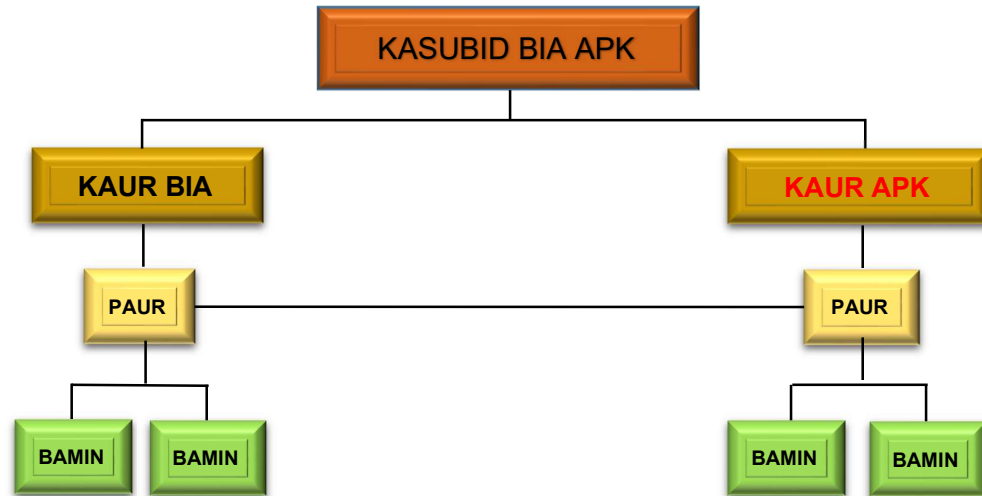 KASUBID BIA APK
KAUR BIA
KAUR APK
PAUR
PAUR
BAMIN
BAMIN
BAMIN
BAMIN